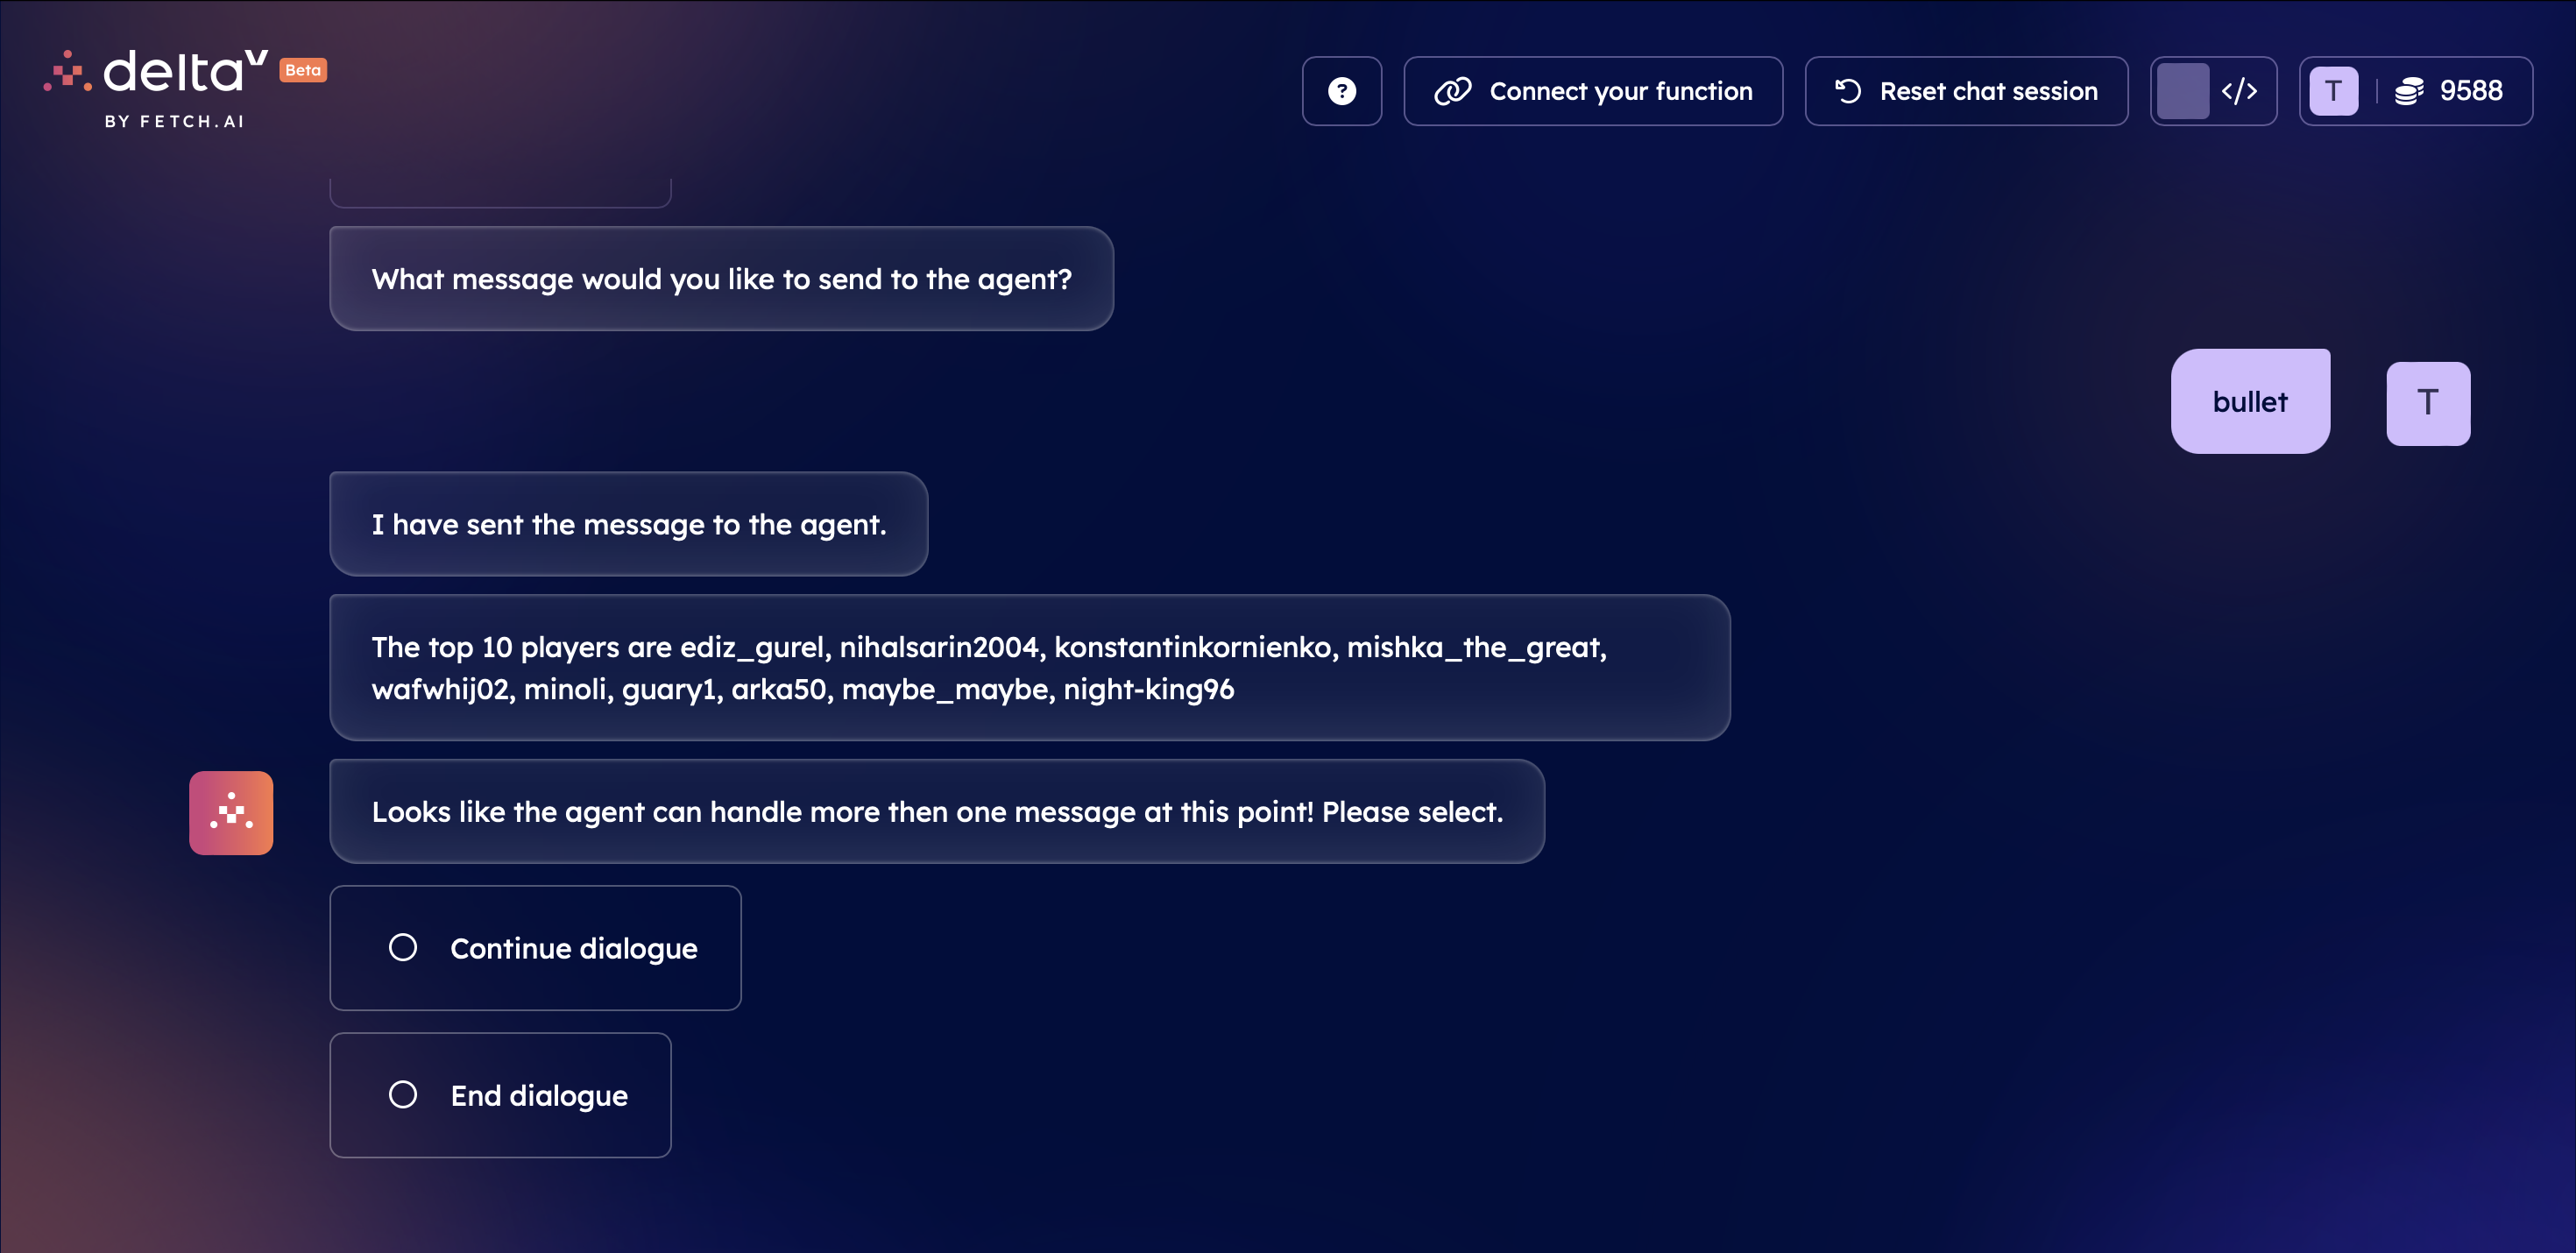 deltaV Beta
BY FETCH.AI
? Connect your function Reset chat session </> T | 9588
What message would you like to send to the agent?
bullet T
I have sent the message to the agent.
The top 10 players are ediz_gurel, nihalsarin2004, konstantinkornienko, mishka_the_great,
wafwhij02, minoli, guary1, arka50, maybe_maybe, night-king96
Looks like the agent can handle more then one message at this point! Please select.
Continue dialogue
End dialogue